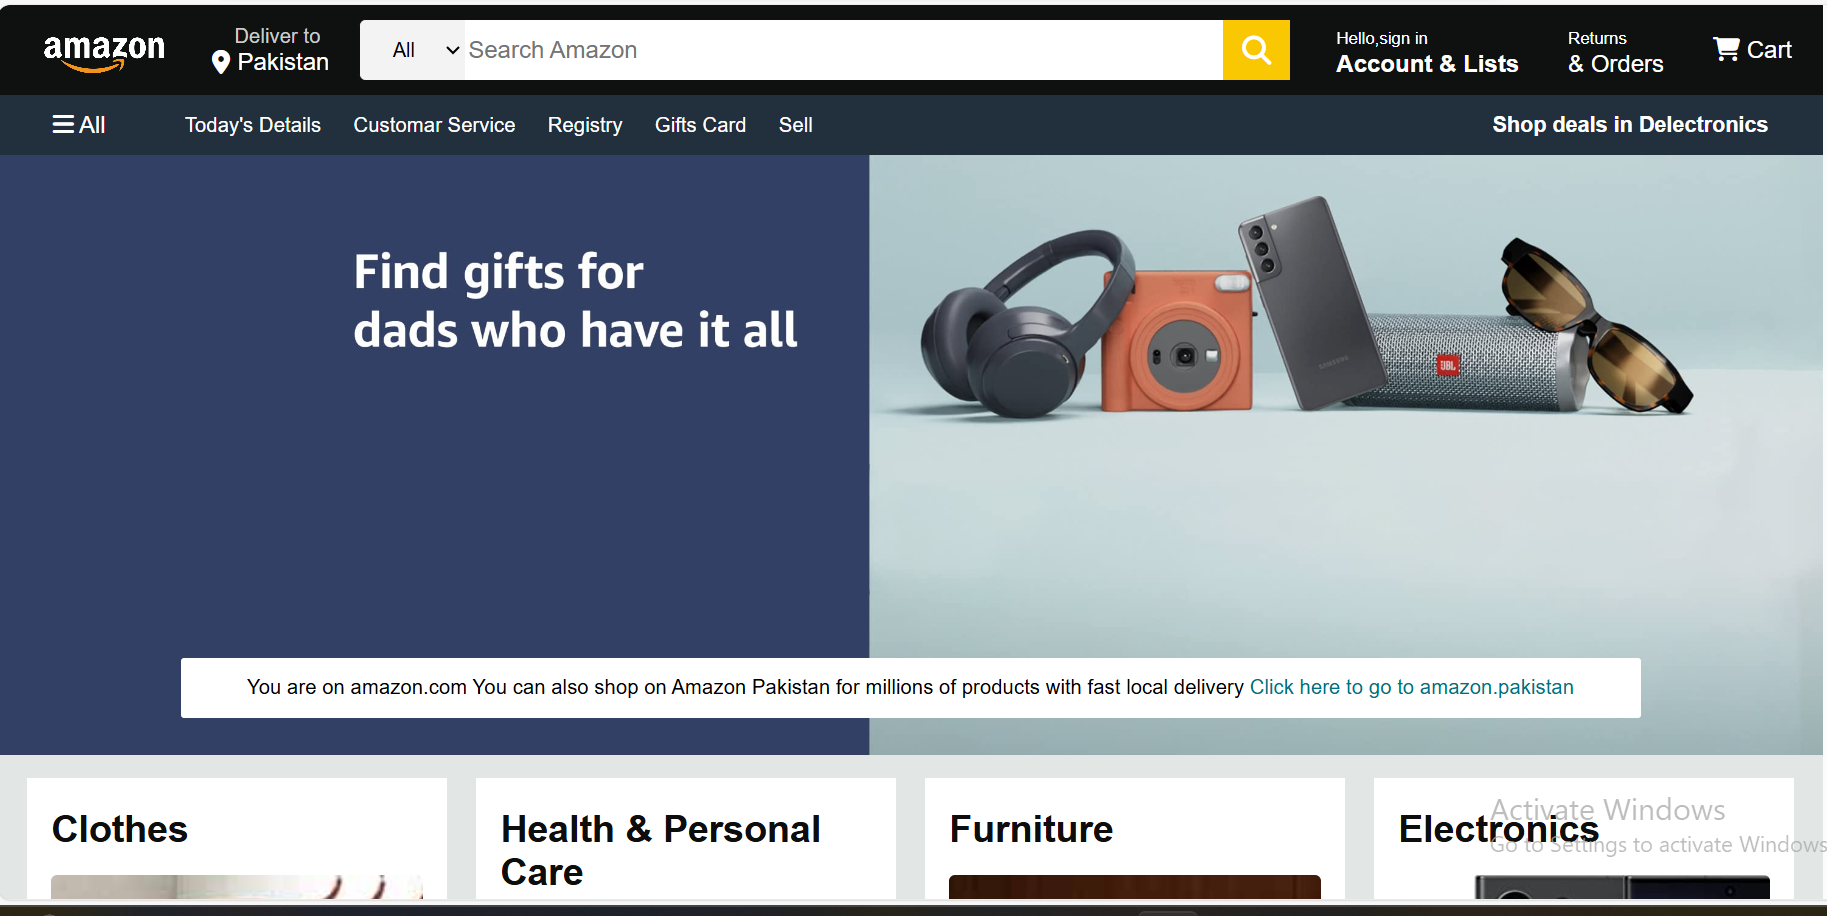 amazon
Deliver to
Pakistan
All
Search Amazon
Hello,sign in
Account & Lists
Returns
& Orders
Cart
All
Today's Details
Customar Service
Registry
Gifts Card
Sell
Shop deals in Delectronics
Find gifts for
dads who have it all
SAMSUNG
JBL
You are on amazon.com You can also shop on Amazon Pakistan for millions of products with fast local delivery Click here to go to amazon.pakistan
Clothes
Health & Personal
Care
Furniture
Electronics
Activate Windows
Go to Settings to activate Windows